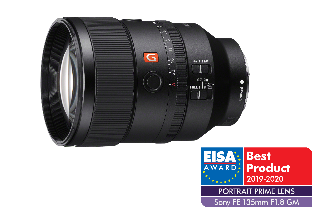 G
EISA
AWARD
Best
Product
2019-2020
PORTRAIT PRIME LENS
Sony FE 135mm F1.8 GM